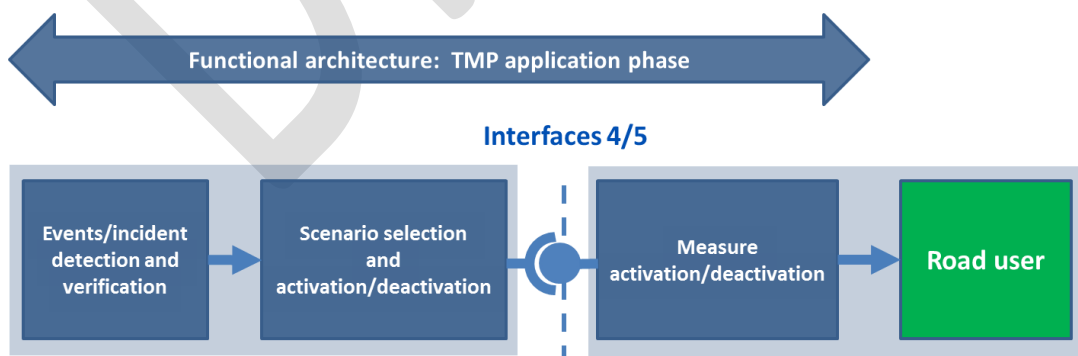 Functional architecture:  TMP application phase
Interfaces 4/5
Events/incident
detection and
verification
Scenario selection
and
activation/deactivation
Measure
activation/deactivation
Road user